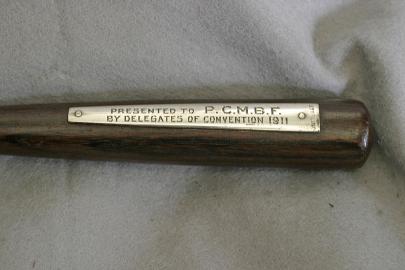 PRESENTED TO P.C.M.B.F.
BY DELEGATES OF CONVENTION 1911